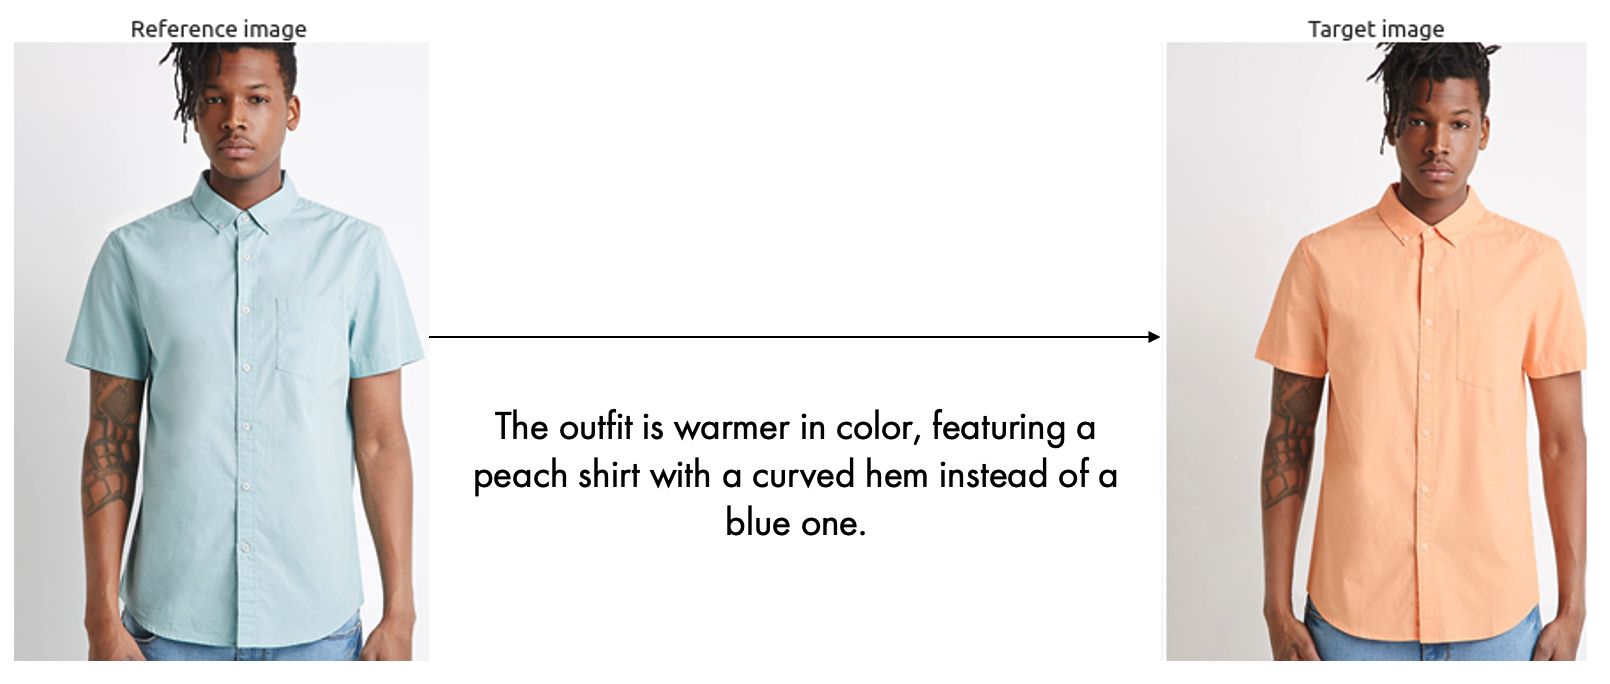 Reference image
Target image
The outfit is warmer in color, featuring a
peach shirt with a curved hem instead of a
blue one.